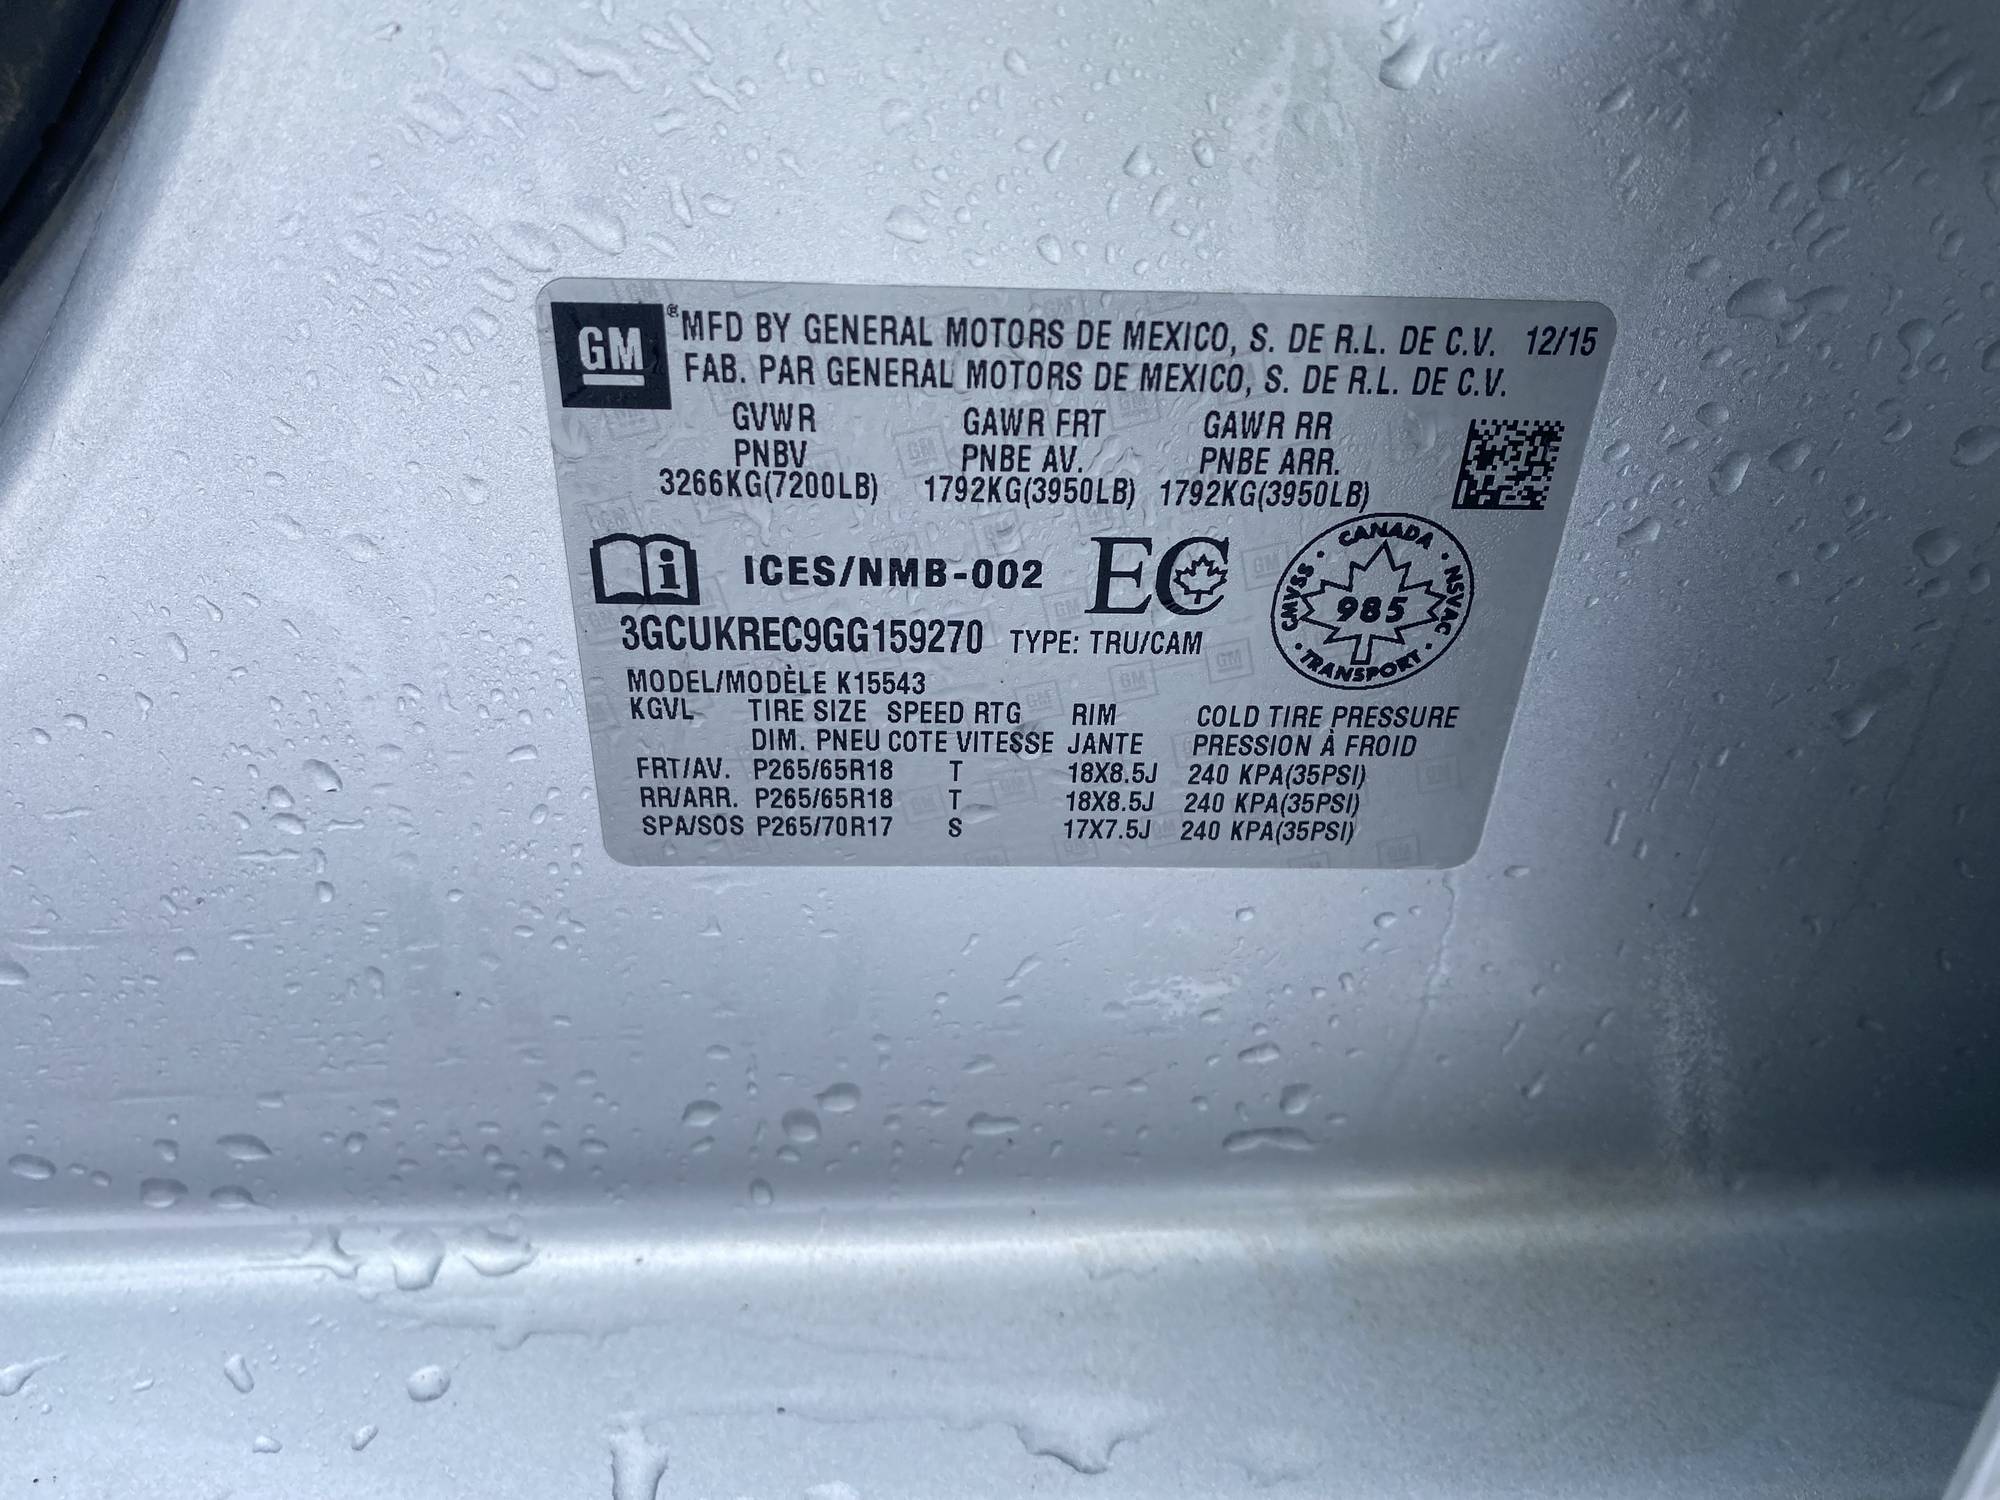 GM
®MFD BY GENERAL MOTORS DE MEXICO, S. DE R.L. DE C.V. 12/15
FAB. PAR GENERAL MOTORS DE MEXICO, S. DE R.L. DE C.V.
GVWR GAWR FRT GAWR RR
PNBV PNBE AV. PNBE ARR.
3266KG(7200LB) 1792KG(3950LB) 1792KG(3950LB)
i ICES/NMB-002 EC
CANADA · NSVAC · TRANSPORT · CMVSS ·
985
3GCUKREC9GG159270 TYPE: TRU/CAM
MODEL/MODÈLE K15543
KGVL TIRE SIZE SPEED RTG RIM COLD TIRE PRESSURE
DIM. PNEU COTE VITESSE JANTE PRESSION À FROID
FRT/AV. P265/65R18 T 18X8.5J 240 KPA(35PSI)
RR/ARR. P265/65R18 T 18X8.5J 240 KPA(35PSI)
SPA/SOS P265/70R17 S 17X7.5J 240 KPA(35PSI)